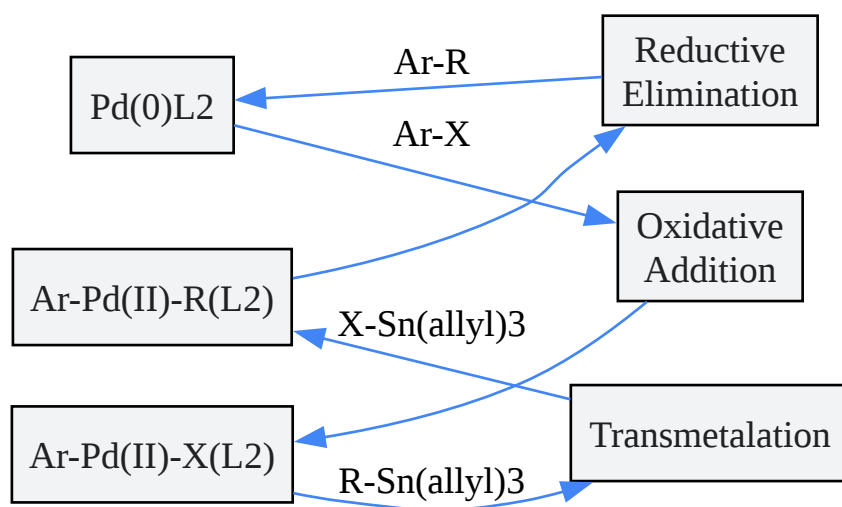 Reductive
Elimination
Ar-R
Pd(0)L2
Ar-X
Oxidative
Addition
Ar-Pd(II)-R(L2)
X-Sn(allyl)3
Transmetalation
Ar-Pd(II)-X(L2)
R-Sn(allyl)3